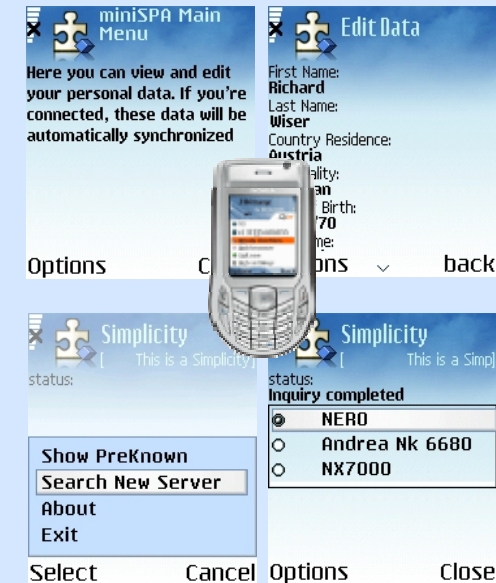 miniSPA Main
Menu
Here you can view and edit
your personal data. If you're
connected, these data will be
automatically synchronized
Options
Edit Data
First Name:
Richard
Last Name:
Wiser
Country Residence:
Austria
Birth:
back
Simplicity
[ This is a Simplicity]
status:
Show PreKnown
Search New Server
About
Exit
Select Cancel
Simplicity
[ This is a Simp]
status:
Inquiry completed
NERO
Andrea Nk 6680
NX7000
Options Close